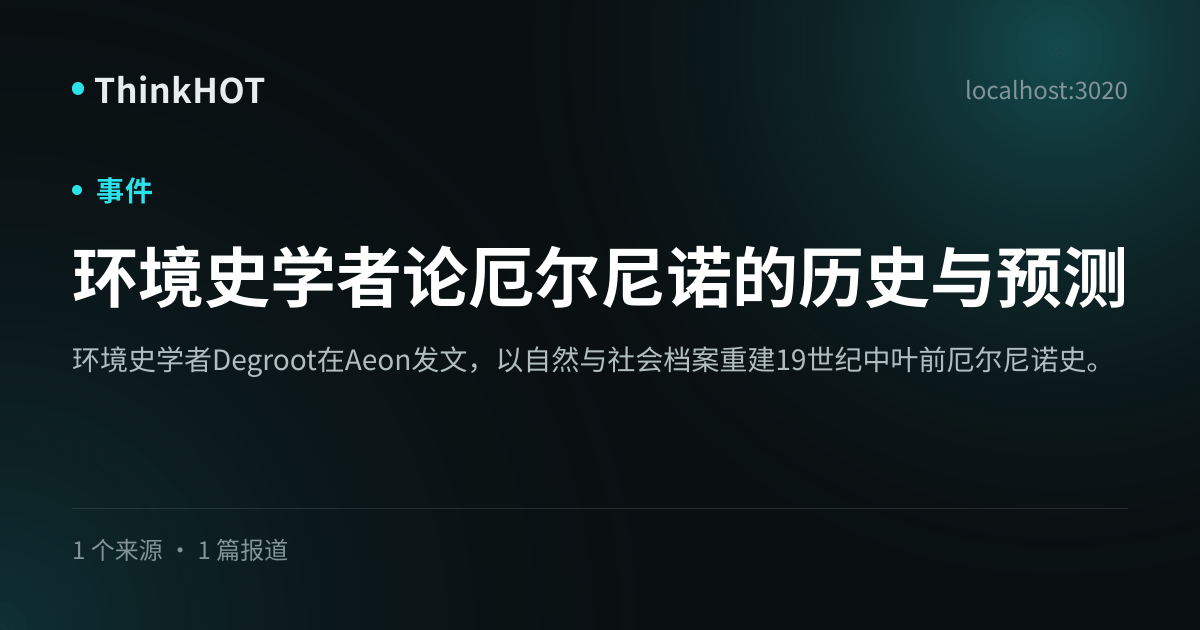 ThinkHOT
localhost:3020
事件
环境史学者论厄尔尼诺的历史与预测
环境史学者Degroot在Aeon发文，以自然与社会档案重建19世纪中叶前厄尔尼诺史。
1 个来源 · 1 篇报道